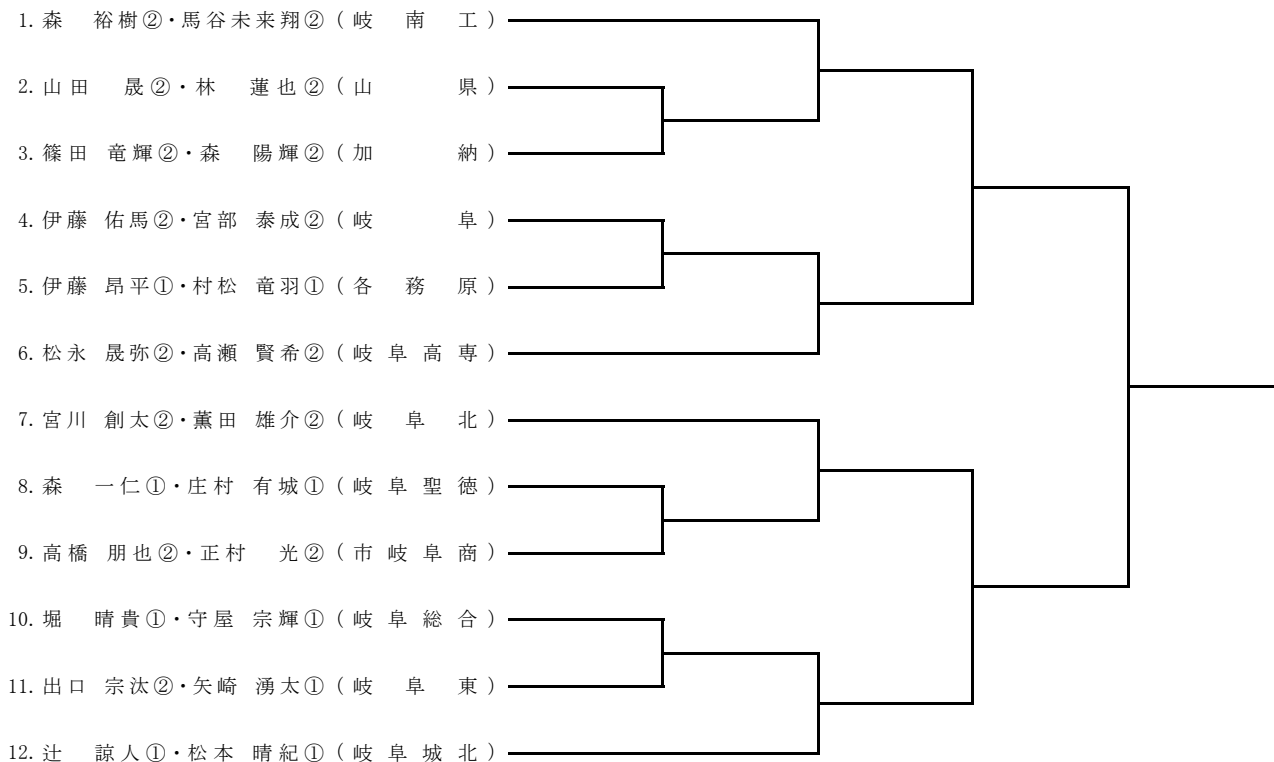 1. 森　裕樹②・馬谷未来翔②（岐南工）
2. 山田　晟②・林　蓮也②（山県）
3. 篠田 竜輝②・森　陽輝②（加納）
4. 伊藤 佑馬②・宮部 泰成②（岐阜）
5. 伊藤 昂平①・村松 竜羽①（各務原）
6. 松永 晟弥②・高瀬 賢希②（岐阜高専）
7. 宮川 創太②・薫田 雄介②（岐阜北）
8. 森　一仁①・庄村 有城①（岐阜聖徳）
9. 高橋 朋也②・正村　光②（市岐阜商）
10. 堀　晴貴①・守屋 宗輝①（岐阜総合）
11. 出口 宗汰②・矢崎 湧太①（岐阜東）
12. 辻　諒人①・松本 晴紀①（岐阜城北）